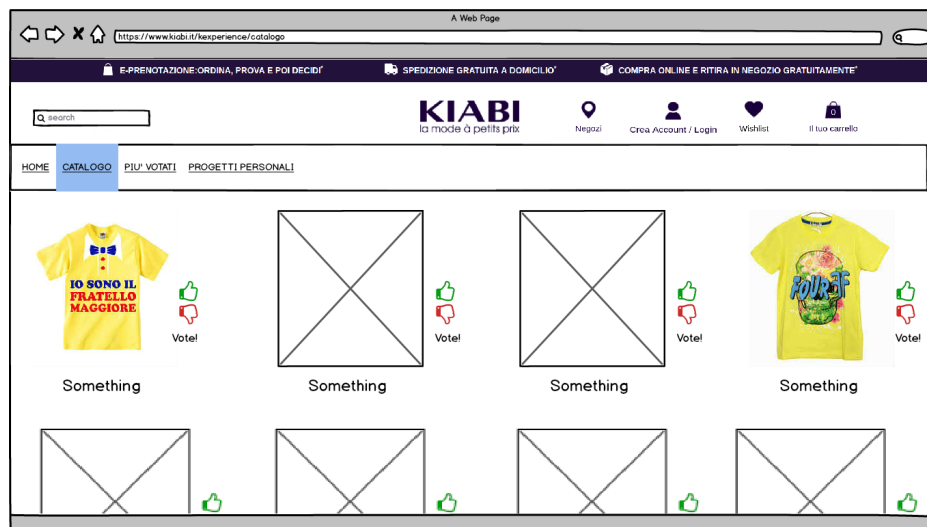 A Web Page
https://www.kiabi.it/kexperience/catalogo
E-PRENOTAZIONE:ORDINA, PROVA E POI DECIDI*
SPEDIZIONE GRATUITA A DOMICILIO*
COMPRA ONLINE E RITIRA IN NEGOZIO GRATUITAMENTE*
search
KIABI
la mode à petits prix
Negozi
Crea Account / Login
Wishlist
0
Il tuo carrello
HOME
CATALOGO
PIU' VOTATI
PROGETTI PERSONALI
IO SONO IL
FRATELLO
MAGGIORE
Vote!
Vote!
Vote!
Vote!
Something
Something
Something
Something